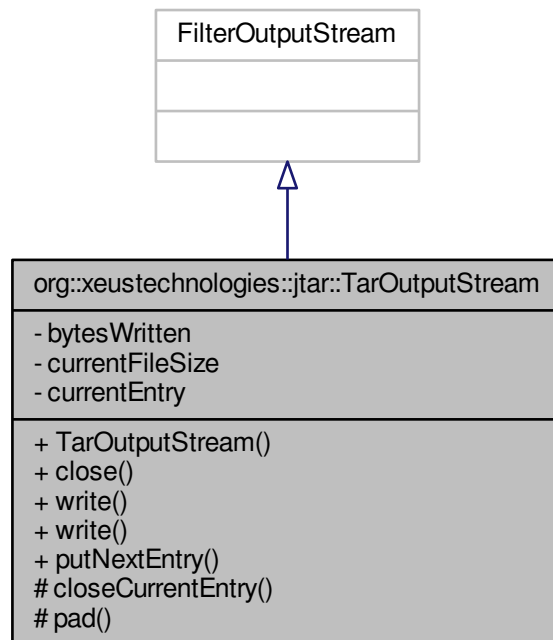 FilterOutputStream
org::xeustechnologies::jtar::TarOutputStream
- bytesWritten
- currentFileSize
- currentEntry
+ TarOutputStream()
+ close()
+ write()
+ write()
+ putNextEntry()
# closeCurrentEntry()
# pad()